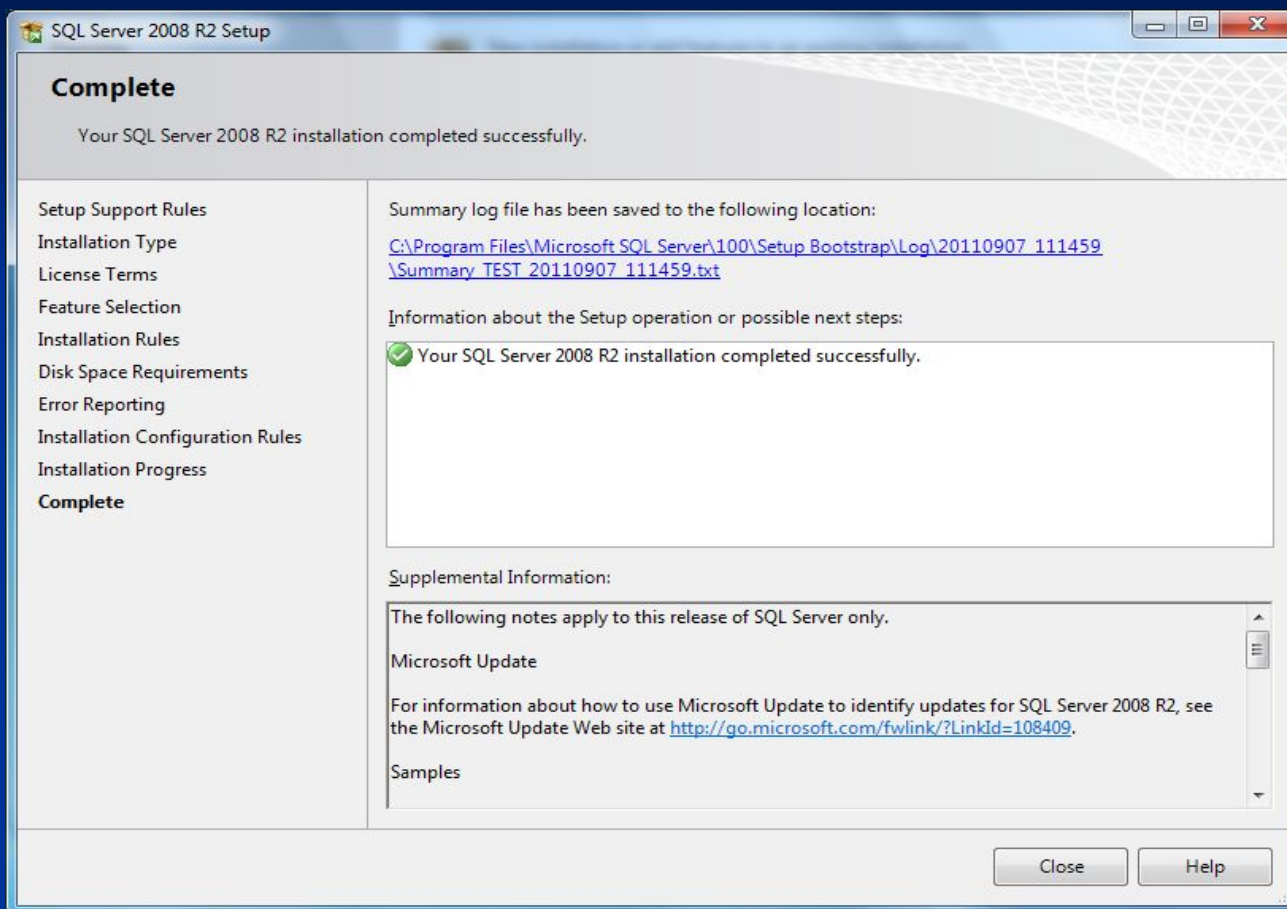 SQL Server 2008 R2 Setup
Complete
Your SQL Server 2008 R2 installation completed successfully.
Setup Support Rules
Installation Type
License Terms
Feature Selection
Installation Rules
Disk Space Requirements
Error Reporting
Installation Configuration Rules
Installation Progress
Complete
Summary log file has been saved to the following location:
C:\Program Files\Microsoft SQL Server\100\Setup Bootstrap\Log\20110907_111459
\Summary_TEST_20110907_111459.txt
Information about the Setup operation or possible next steps:
Your SQL Server 2008 R2 installation completed successfully.
Supplemental Information:
The following notes apply to this release of SQL Server only.
Microsoft Update
For information about how to use Microsoft Update to identify updates for SQL Server 2008 R2, see
the Microsoft Update Web site at http://go.microsoft.com/fwlink/?LinkId=108409.
Samples
Close
Help